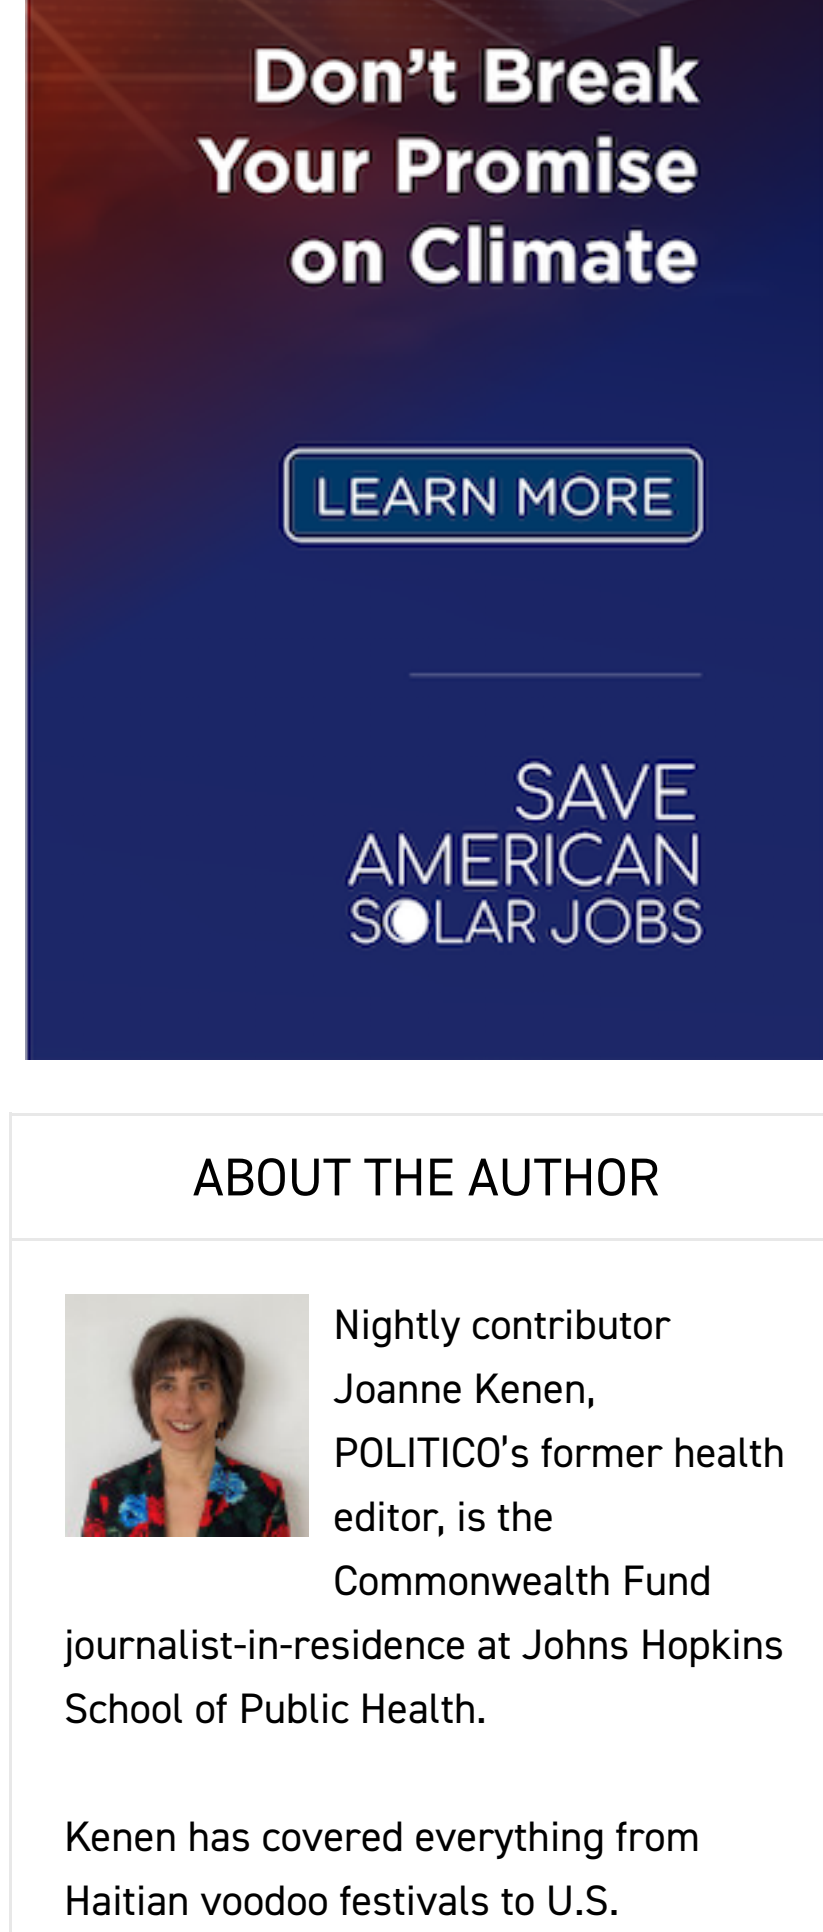 Don’t Break
Your Promise
on Climate
LEARN MORE
SAVE
AMERICAN
SOLAR JOBS
ABOUT THE AUTHOR
Nightly contributor
Joanne Kenen,
POLITICO’s former health
editor, is the
Commonwealth Fund
journalist-in-residence at Johns Hopkins
School of Public Health.
Kenen has covered everything from
Haitian voodoo festivals to U.S.